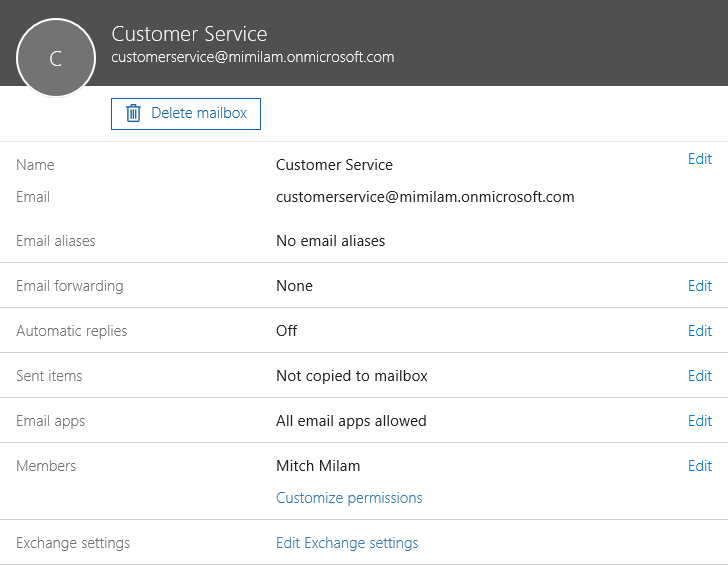 C
Customer Service
customerservice@mimilam.onmicrosoft.com
Delete mailbox
Name Customer Service Edit
Email customerservice@mimilam.onmicrosoft.com
Email aliases No email aliases
Email forwarding None Edit
Automatic replies Off Edit
Sent items Not copied to mailbox Edit
Email apps All email apps allowed Edit
Members Mitch Milam Edit
Customize permissions
Exchange settings Edit Exchange settings